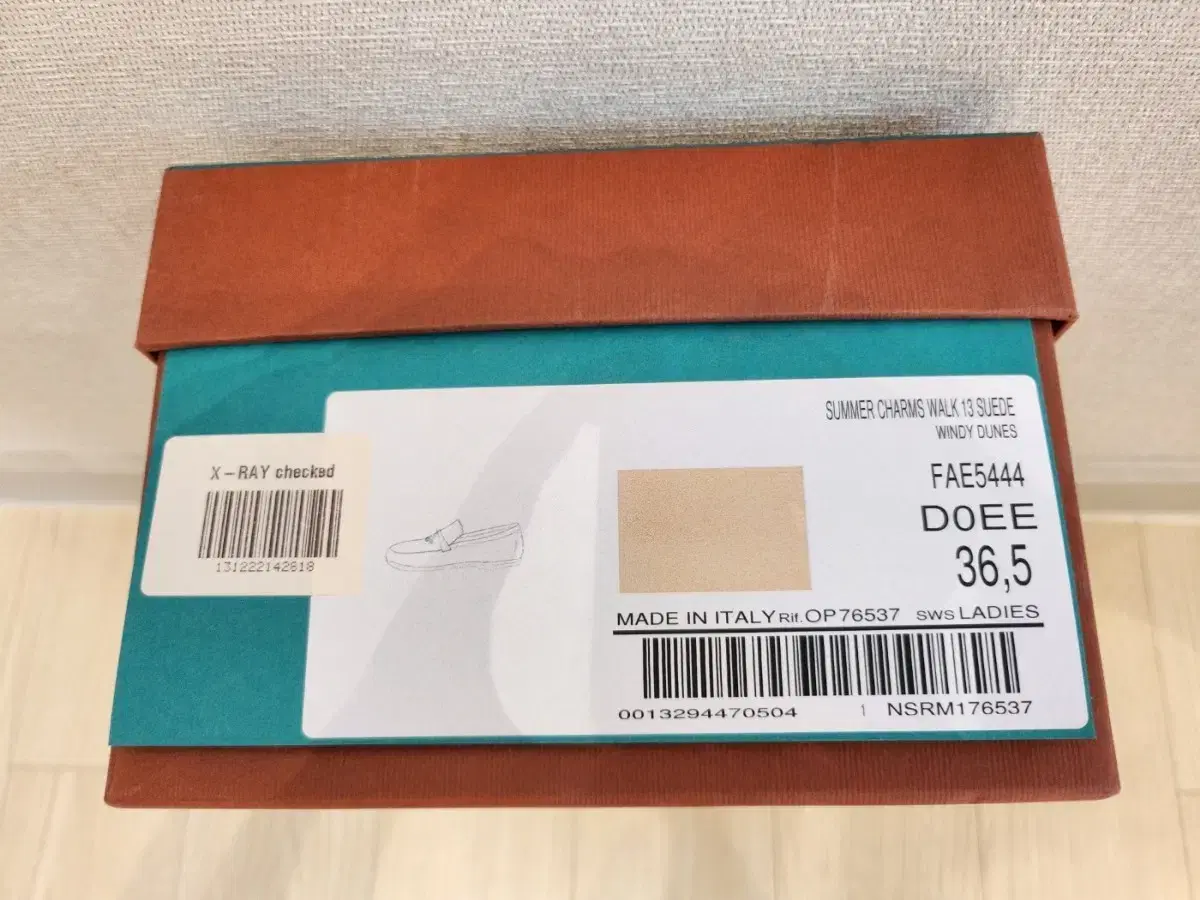 X-RAY checked
131222142818
SUMMER CHARMS WALK 13 SUEDE
WINDY DUNES
FAE5444
D0EE
36,5
MADE IN ITALY Rif. OP76537 sws LADIES
0013294470504 1 NSRM176537